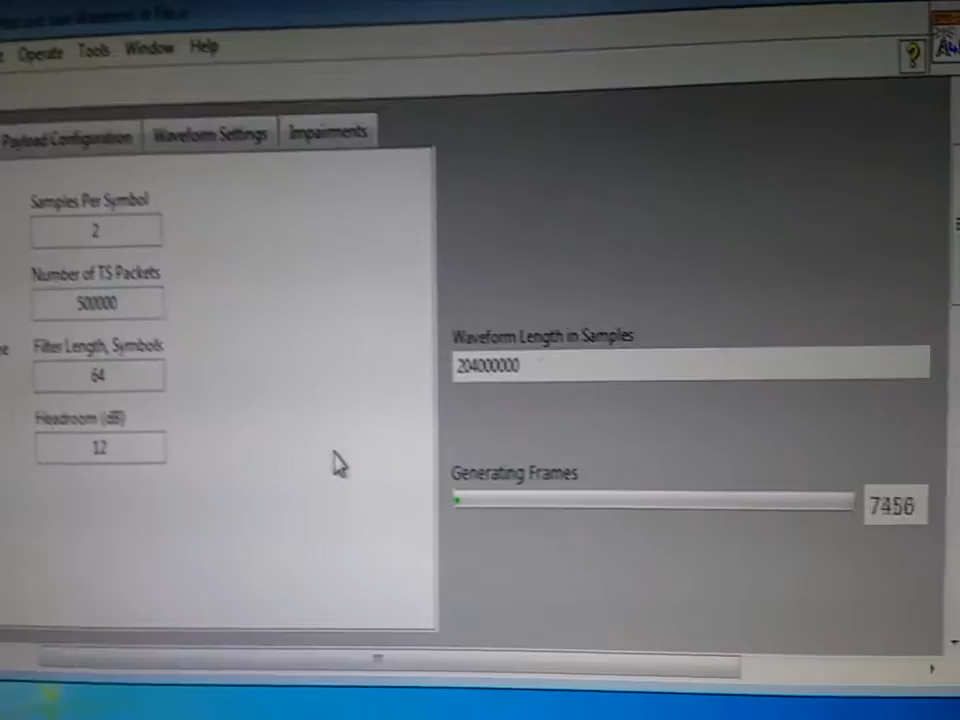 Operate Tools Window Help
?
Payload Configuration Waveform Settings Impairments
Samples Per Symbol
2
Number of TS Packets
500000
Filter Length, Symbols
64
Headroom (dB)
12
Waveform Length in Samples
204000000
Generating Frames
7456